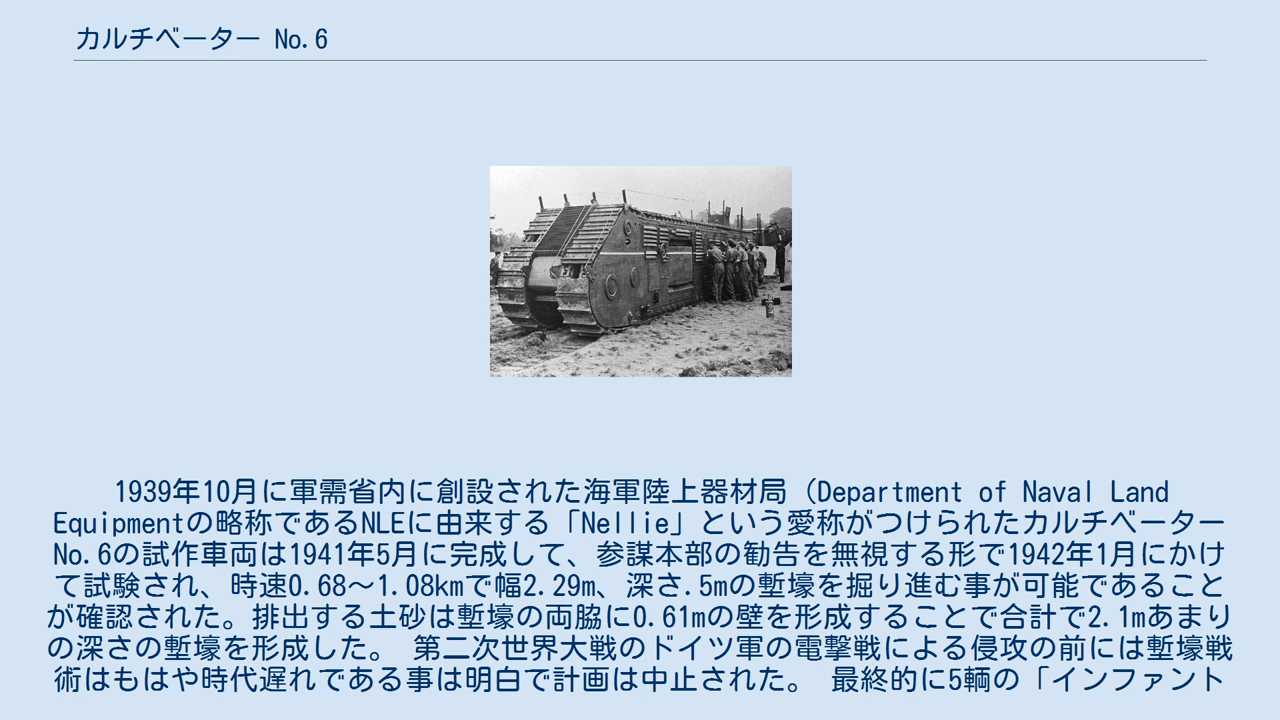 カルチベーター No.6
1939年10月に軍需省内に創設された海軍陸上器材局（Department of Naval Land
Equipmentの略称であるNLEに由来する「Nellie」という愛称がつけられたカルチベーター
No.6の試作車両は1941年5月に完成して、参謀本部の勧告を無視する形で1942年1月にかけ
て試験され、時速0.68～1.08kmで幅2.29m、深さ.5mの塹壕を掘り進む事が可能であること
が確認された。排出する土砂は塹壕の両脇に0.61mの壁を形成することで合計で2.1mあまり
の深さの塹壕を形成した。 第二次世界大戦のドイツ軍の電撃戦による侵攻の前には塹壕戦
術はもはや時代遅れである事は明白で計画は中止された。 最終的に5輌の「インファント